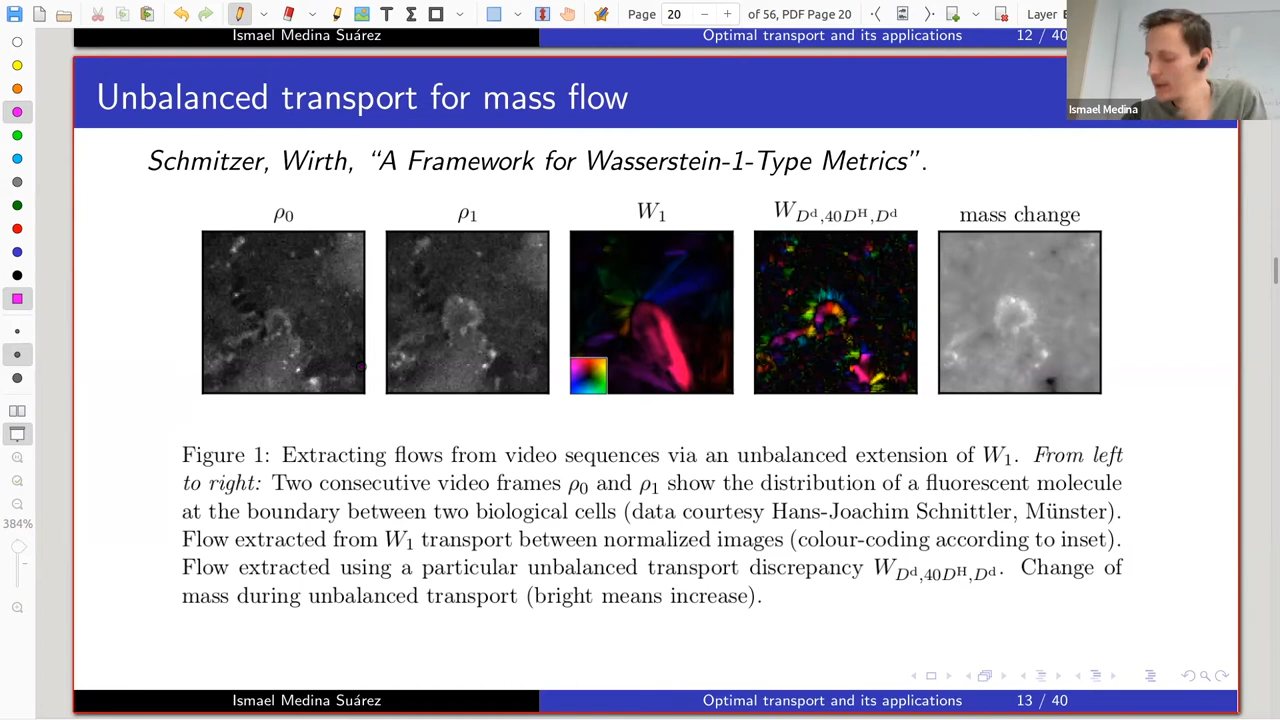 Page 20 of 56, PDF Page 20
Layer
Ismael Medina Suárez
Optimal transport and its applications
12 / 40
Ismael Medina
Unbalanced transport for mass flow
Schmitzer, Wirth, “A Framework for Wasserstein-1-Type Metrics”.
ρ0
ρ1
W1
W_{D^d,40D^H,D^d}
mass change
Figure 1: Extracting flows from video sequences via an unbalanced extension of W1. From left
to right: Two consecutive video frames ρ0 and ρ1 show the distribution of a fluorescent molecule
at the boundary between two biological cells (data courtesy Hans-Joachim Schnittler, Münster).
Flow extracted from W1 transport between normalized images (colour-coding according to inset).
Flow extracted using a particular unbalanced transport discrepancy W_{D^d,40D^H,D^d}. Change of
mass during unbalanced transport (bright means increase).
384%
Ismael Medina Suárez
Optimal transport and its applications
13 / 40